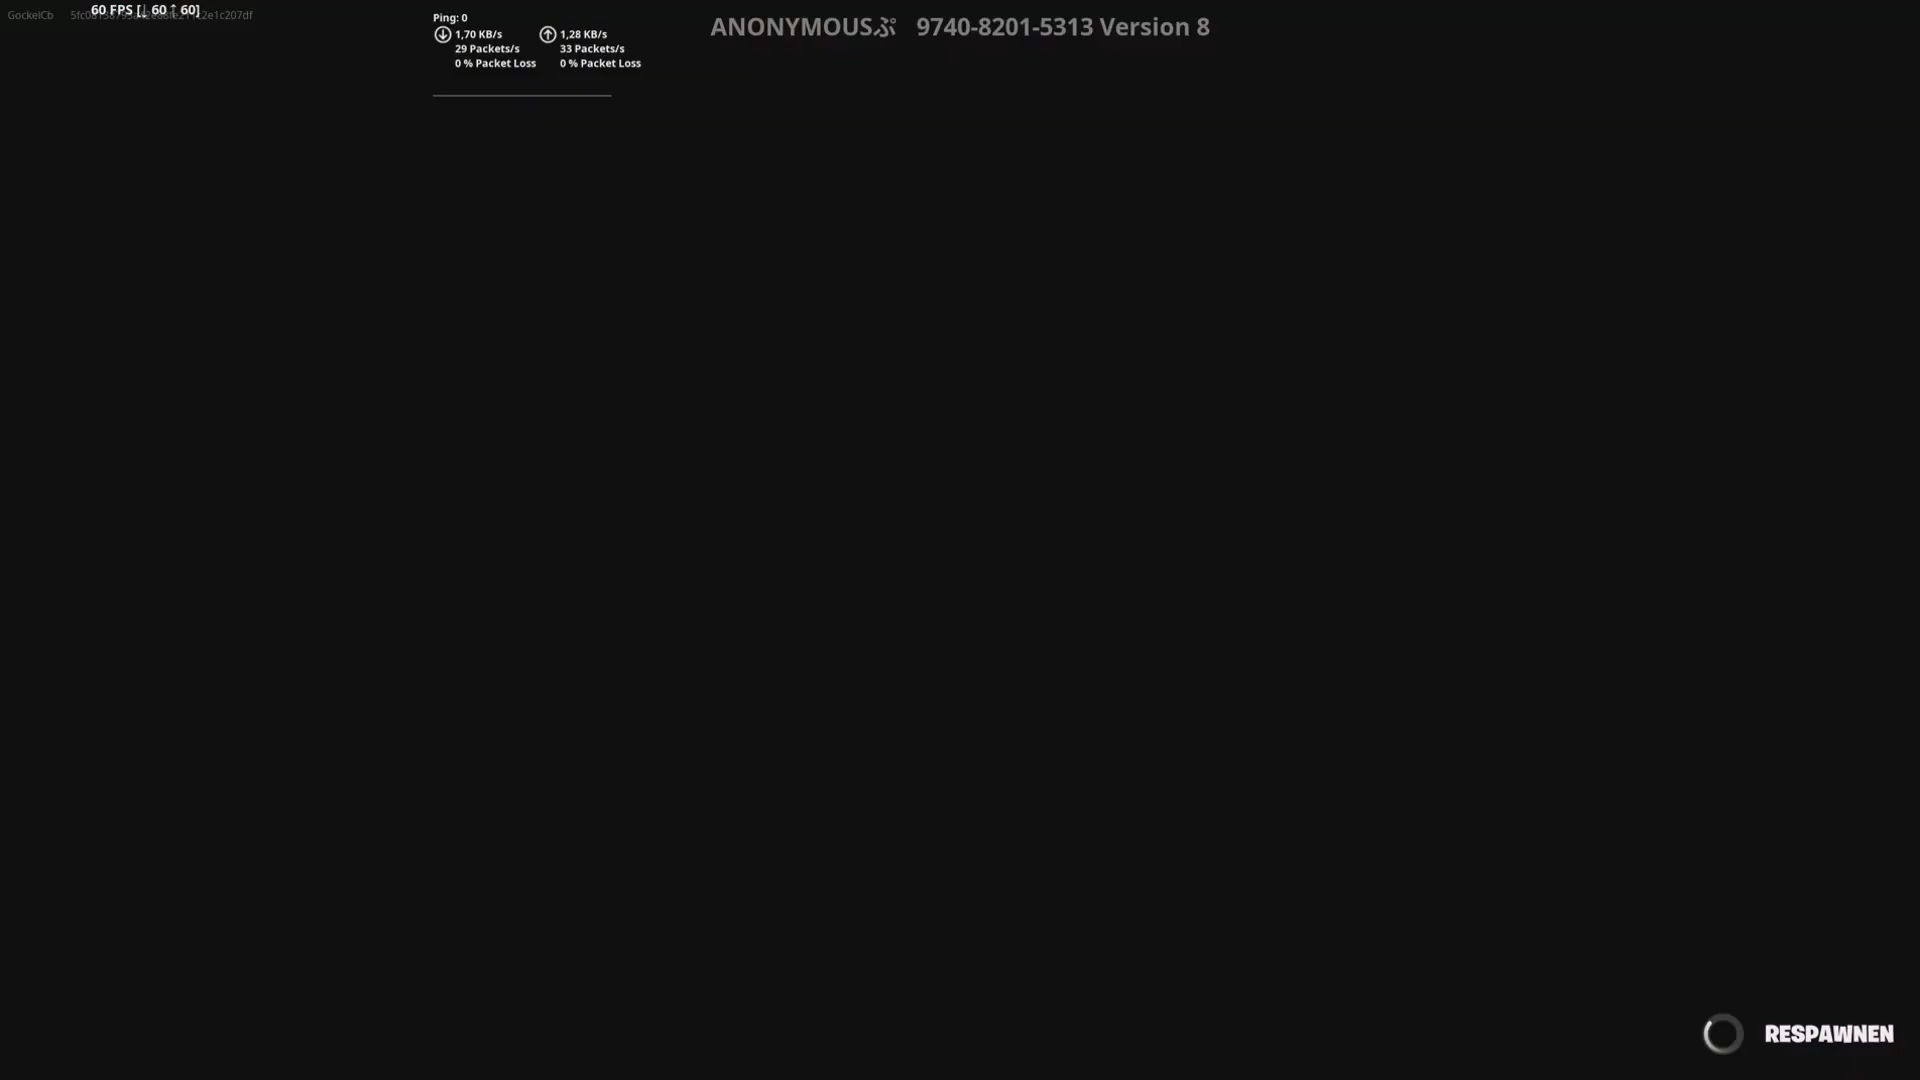 GockelCb
60 FPS [↓ 60 ↑ 60]
Ping: 0
1,70 KB/s 1,28 KB/s
29 Packets/s 33 Packets/s
0 % Packet Loss 0 % Packet Loss
ANONYMOUSぷ 9740-8201-5313 Version 8
RESPAWNEN